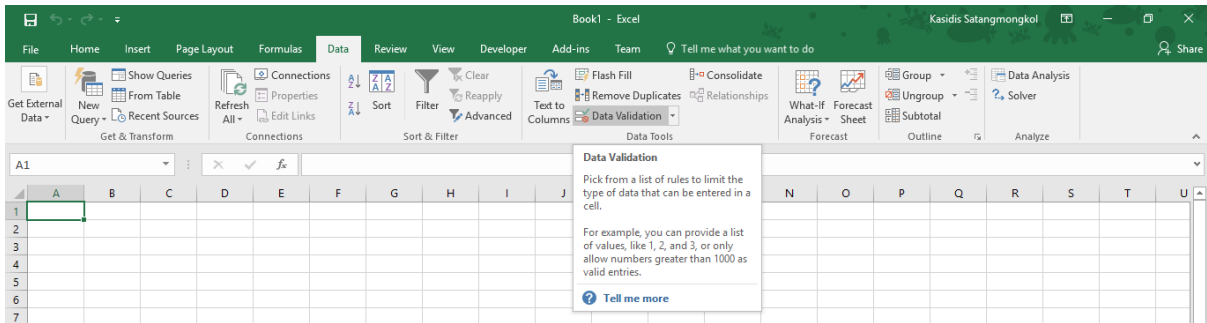 Book1 - Excel
Kasidis Satangmongkol
File Home Insert Page Layout Formulas Data Review View Developer Add-ins Team Tell me what you want to do Share
Get External Data
New Query
Show Queries
From Table
Recent Sources
Get & Transform
Refresh All
Connections
Properties
Edit Links
Connections
Sort
Filter
Clear
Reapply
Advanced
Sort & Filter
Text to Columns
Flash Fill
Remove Duplicates
Data Validation
Consolidate
Relationships
Data Tools
What-If Analysis
Forecast Sheet
Forecast
Group
Ungroup
Subtotal
Outline
Data Analysis
Solver
Analyze
A1
fx
A B C D E F G H I J N O P Q R S T U
1
2
3
4
5
6
7
Data Validation
Pick from a list of rules to limit the
type of data that can be entered in a
cell.
For example, you can provide a list
of values, like 1, 2, and 3, or only
allow numbers greater than 1000 as
valid entries.
Tell me more